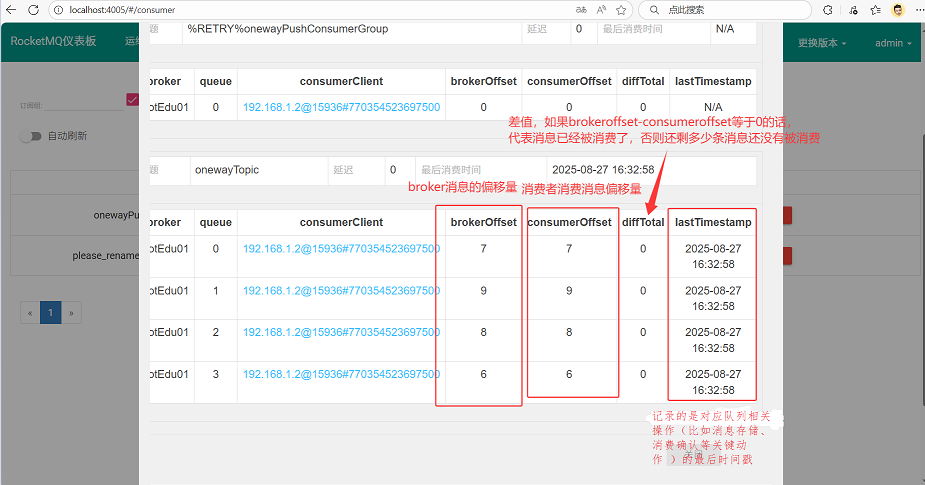 localhost:4005/#/consumer
点此搜索
RocketMQ仪表板
运维
更换版本
admin
题 %RETRY%onewayPushConsumerGroup 延迟 0 最后消费时间 N/A
订阅组:
自动刷新
broker queue consumerClient brokerOffset consumerOffset diffTotal lastTimestamp
otEdu01 0 192.168.1.2@15936#770354523697500 0 0 0 N/A
差值,如果brokeroffset-consumeroffset等于0的话,
代表消息已经被消费了,否则还剩多少条消息还没有被消费
题 onewayTopic 延迟 0 最后消费时间 2025-08-27 16:32:58
broker消息的偏移量 消费者消费消息偏移量
onewayPu
please_rename
« 1 »
broker queue consumerClient brokerOffset consumerOffset diffTotal lastTimestamp
otEdu01 0 192.168.1.2@15936#770354523697500 7 7 0 2025-08-27
16:32:58
otEdu01 1 192.168.1.2@15936#770354523697500 9 9 0 2025-08-27
16:32:58
otEdu01 2 192.168.1.2@15936#770354523697500 8 8 0 2025-08-27
16:32:58
otEdu01 3 192.168.1.2@15936#770354523697500 6 6 0 2025-08-27
16:32:58
记录的是对应队列相关
操作(比如消息存储、
消费确认等关键动
作 )的最后时间戳
关闭